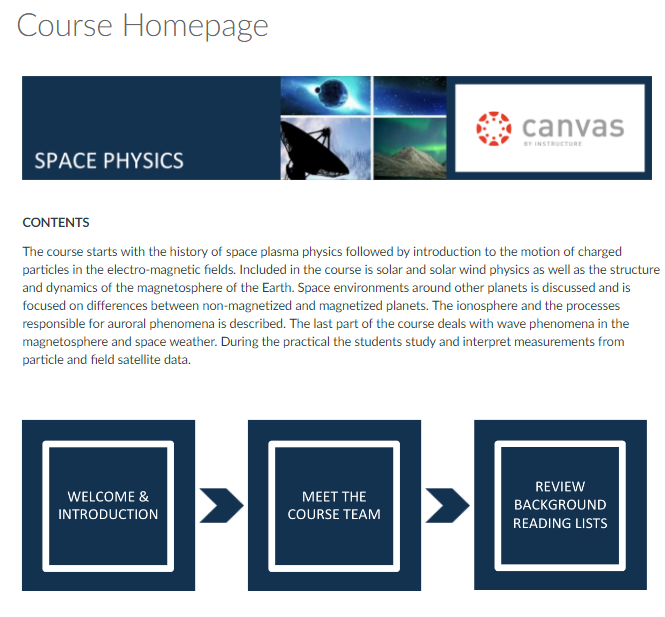 Course Homepage
SPACE PHYSICS
canvas
BY INSTRUCTURE
CONTENTS
The course starts with the history of space plasma physics followed by introduction to the motion of charged
particles in the electro-magnetic fields. Included in the course is solar and solar wind physics as well as the structure
and dynamics of the magnetosphere of the Earth. Space environments around other planets is discussed and is
focused on differences between non-magnetized and magnetized planets. The ionosphere and the processes
responsible for auroral phenomena is described. The last part of the course deals with wave phenomena in the
magnetosphere and space weather. During the practical the students study and interpret measurements from
particle and field satellite data.
WELCOME &
INTRODUCTION
MEET THE
COURSE TEAM
REVIEW
BACKGROUND
READING LISTS